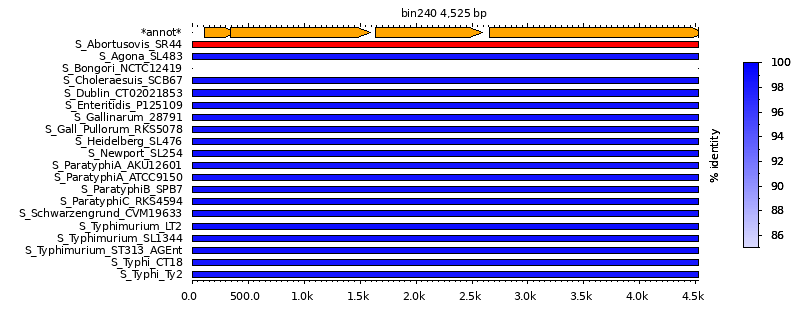 bin240 4,525 bp
*annot*
S_Abortusovis_SR44
S_Agona_SL483
S_Bongori_NCTC12419
S_Choleraesuis_SCB67
S_Dublin_CT02021853
S_Enteritidis_P125109
S_Gallinarum_28791
S_Gall_Pullorum_RKS5078
S_Heidelberg_SL476
S_Newport_SL254
S_ParatyphiA_AKU12601
S_ParatyphiA_ATCC9150
S_ParatyphiB_SPB7
S_ParatyphiC_RKS4594
S_Schwarzengrund_CVM19633
S_Typhimurium_LT2
S_Typhimurium_SL1344
S_Typhimurium_ST313_AGEnt
S_Typhi_CT18
S_Typhi_Ty2
0.0 500.0 1.0k 1.5k 2.0k 2.5k 3.0k 3.5k 4.0k 4.5k
% identity
100
98
96
94
92
90
88
86